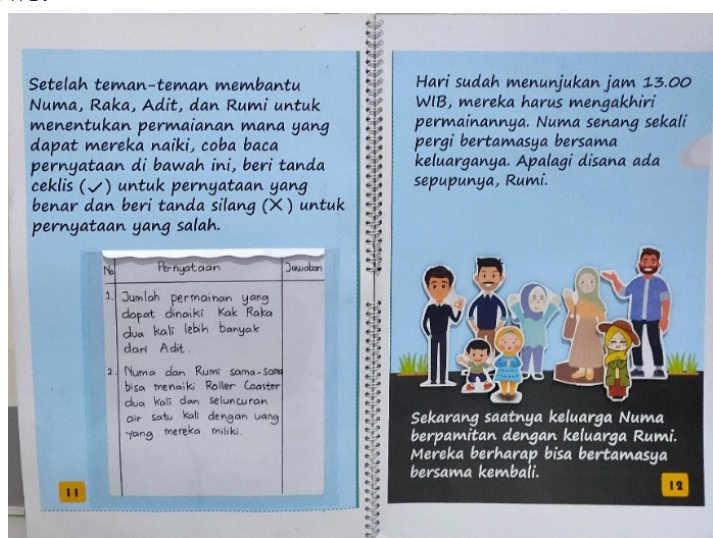 Setelah teman-teman membantu
Numa, Raka, Adit, dan Rumi untuk
menentukan permaianan mana yang
dapat mereka naiki, coba baca
pernyataan di bawah ini, beri tanda
ceklis (✓) untuk pernyataan yang
benar dan beri tanda silang (X) untuk
pernyataan yang salah.
No Pernyataan Jawaban
1. Jumlah permainan yang
dapat dinaiki Kak Raka
dua kali lebih banyak
dari Adit.
2. Numa dan Rumi sama-sama
bisa menaiki Roller Coaster
dua kali dan seluncuran
air satu kali dengan uang
yang mereka miliki.
11
Hari sudah menunjukan jam 13.00
WIB, mereka harus mengakhiri
permainannya. Numa senang sekali
pergi bertamasya bersama
keluarganya. Apalagi disana ada
sepupunya, Rumi.
Sekarang saatnya keluarga Numa
berpamitan dengan keluarga Rumi.
Mereka berharap bisa bertamasya
bersama kembali.
12